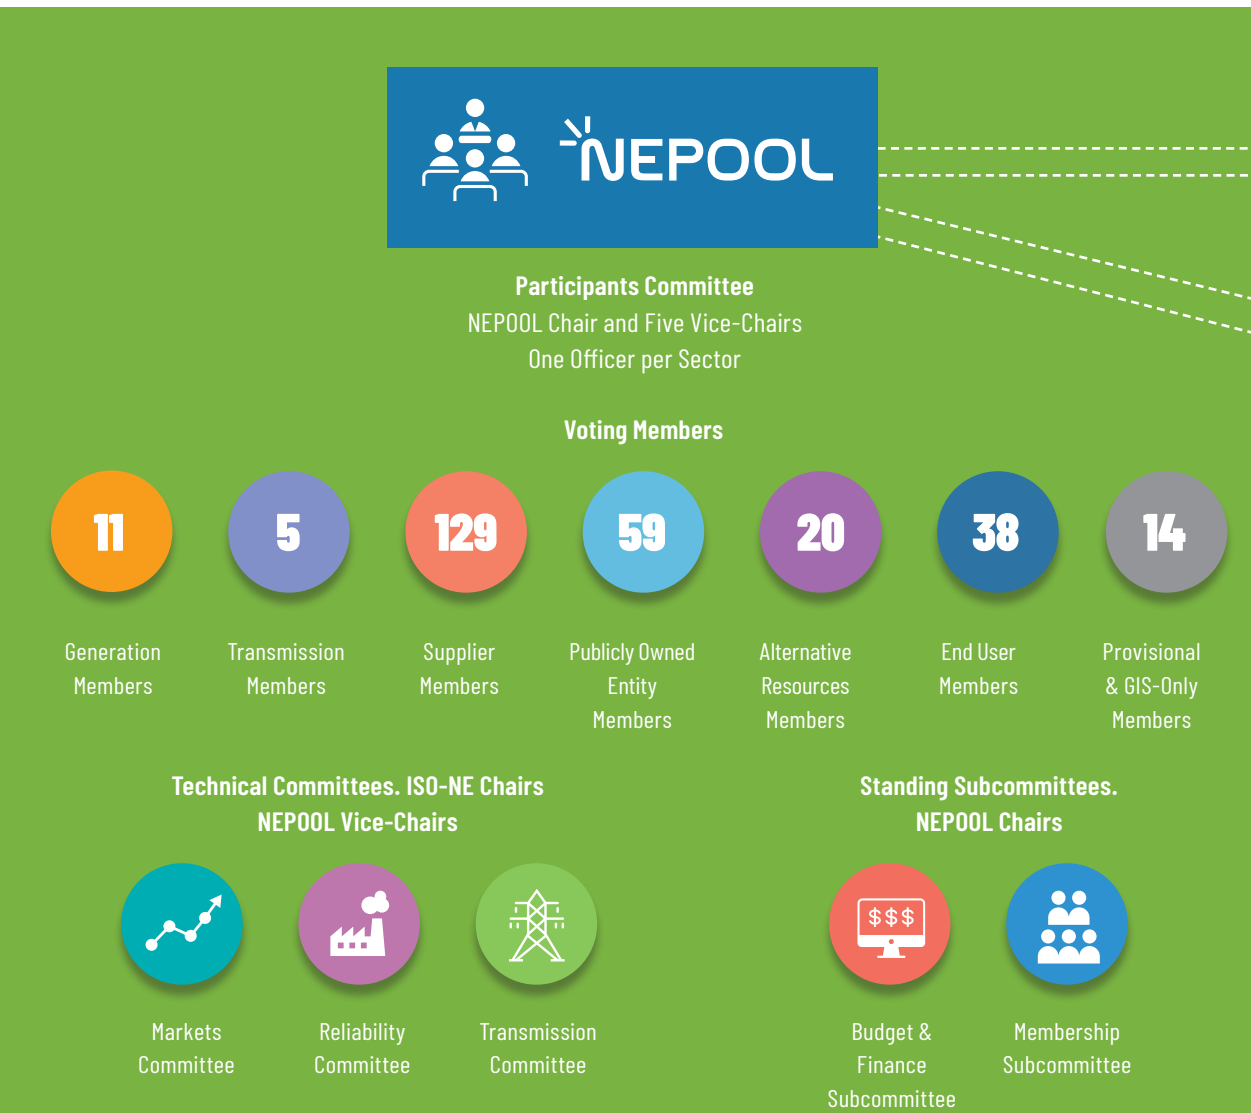 NEPOOL
Participants Committee
NEPOOL Chair and Five Vice-Chairs
One Officer per Sector
Voting Members
11
5
129
59
20
38
14
Generation
Members
Transmission
Members
Supplier
Members
Publicly Owned
Entity
Members
Alternative
Resources
Members
End User
Members
Provisional
& GIS-Only
Members
Technical Committees. ISO-NE Chairs
NEPOOL Vice-Chairs
Standing Subcommittees.
NEPOOL Chairs
$$$
Markets
Committee
Reliability
Committee
Transmission
Committee
Budget &
Finance
Subcommittee
Membership
Subcommittee